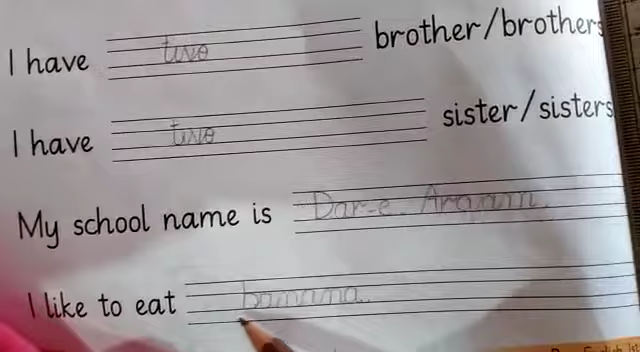 I have two brother/brothers
I have two sister/sisters
My school name is Dar-e-Arqam.
I like to eat banana.